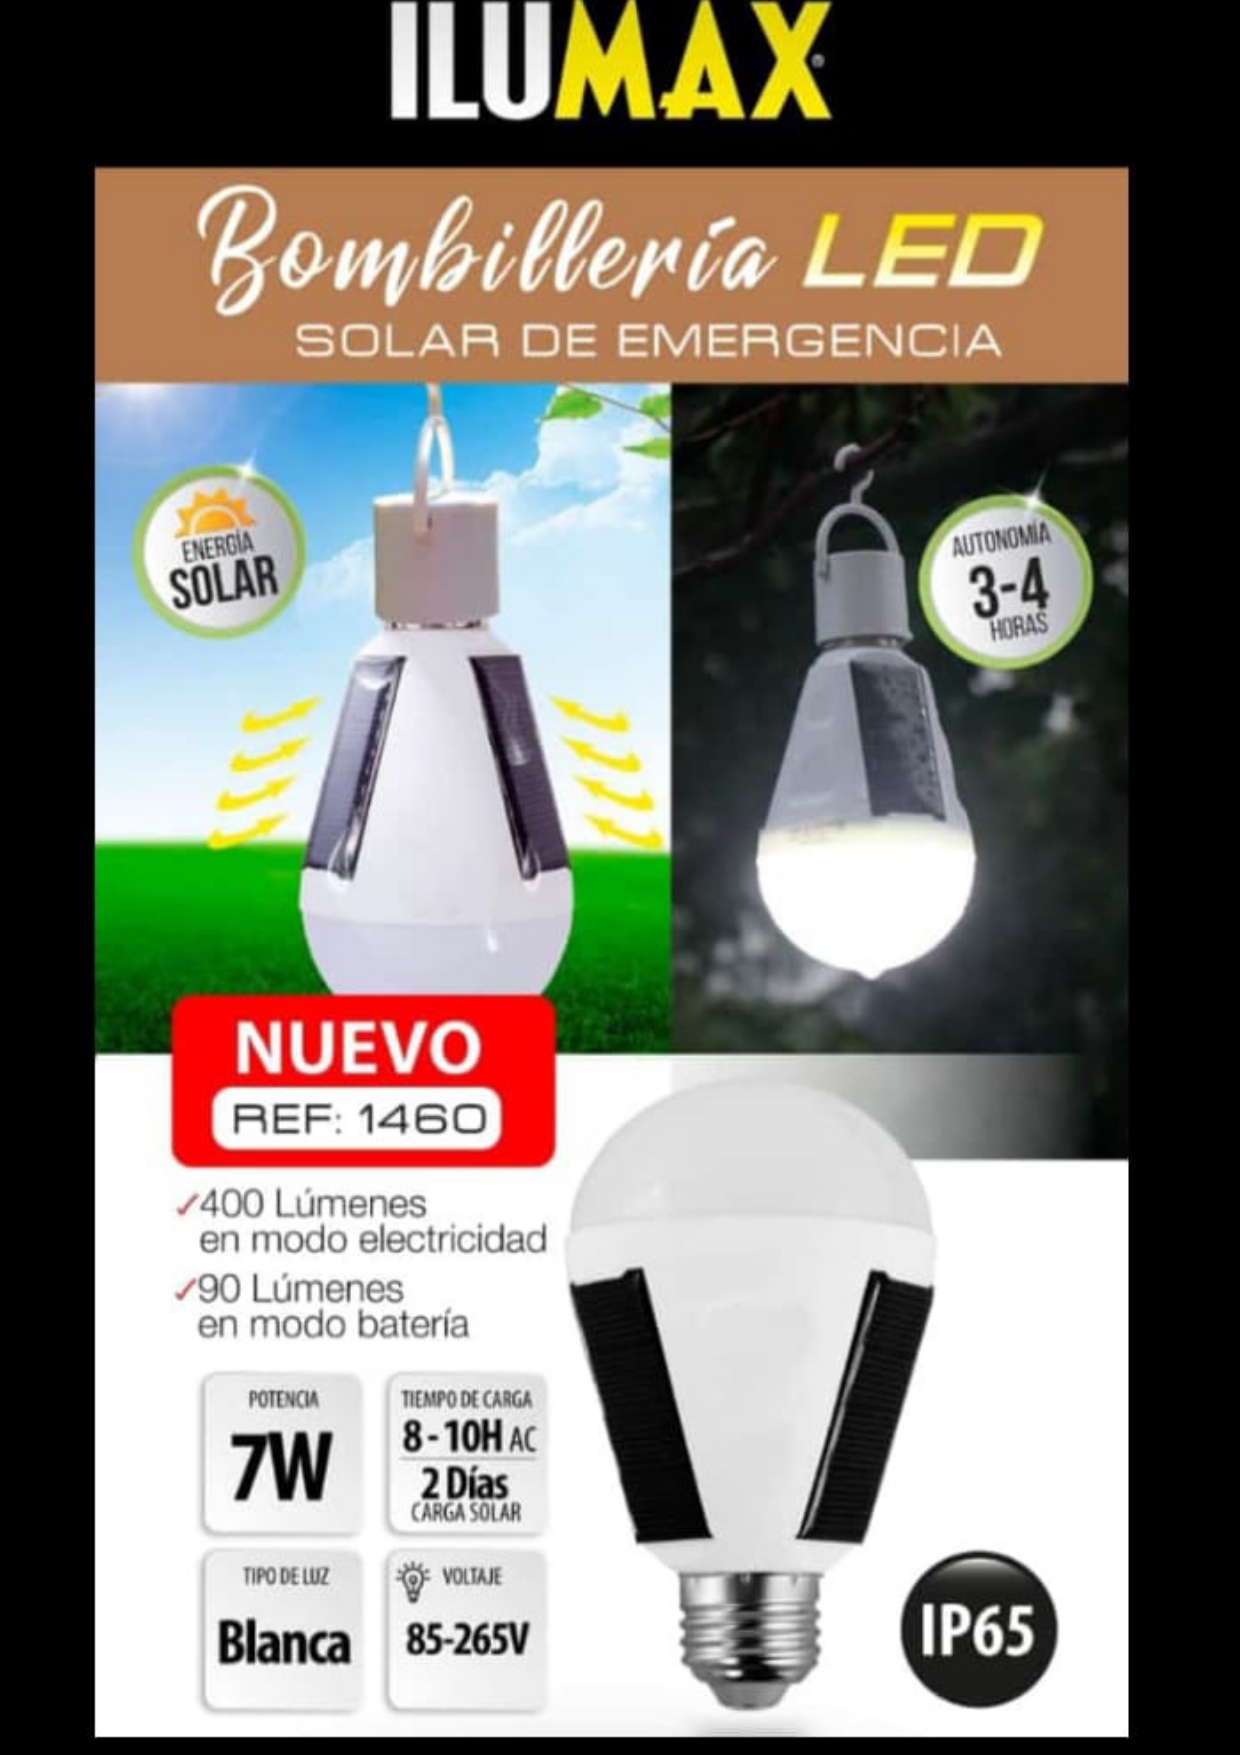 ILUMAX®
Bombillería LED
SOLAR DE EMERGENCIA
ENERGÍA
SOLAR
AUTONOMÍA
3-4
HORAS
NUEVO
REF: 1460
✓400 Lúmenes
en modo electricidad
✓90 Lúmenes
en modo batería
POTENCIA
7W
TIEMPO DE CARGA
8-10H AC
2 Días
CARGA SOLAR
TIPO DE LUZ
Blanca
VOLTAJE
85-265V
IP65